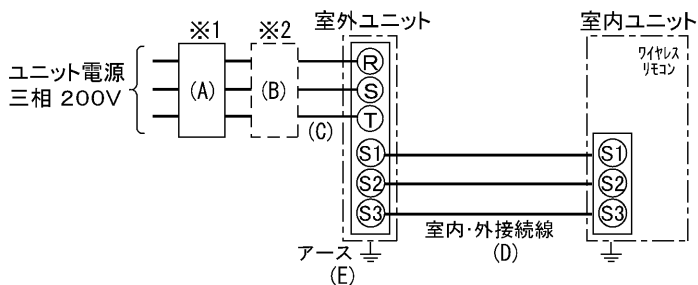 ※1
※2
室外ユニット
室内ユニット
ユニット電源
三相 200V
(A)
(B)
(C)
R
S
T
S1
S2
S3
ワイヤレス
リモコン
S1
S2
S3
室内・外接続線
(D)
アース
(E)